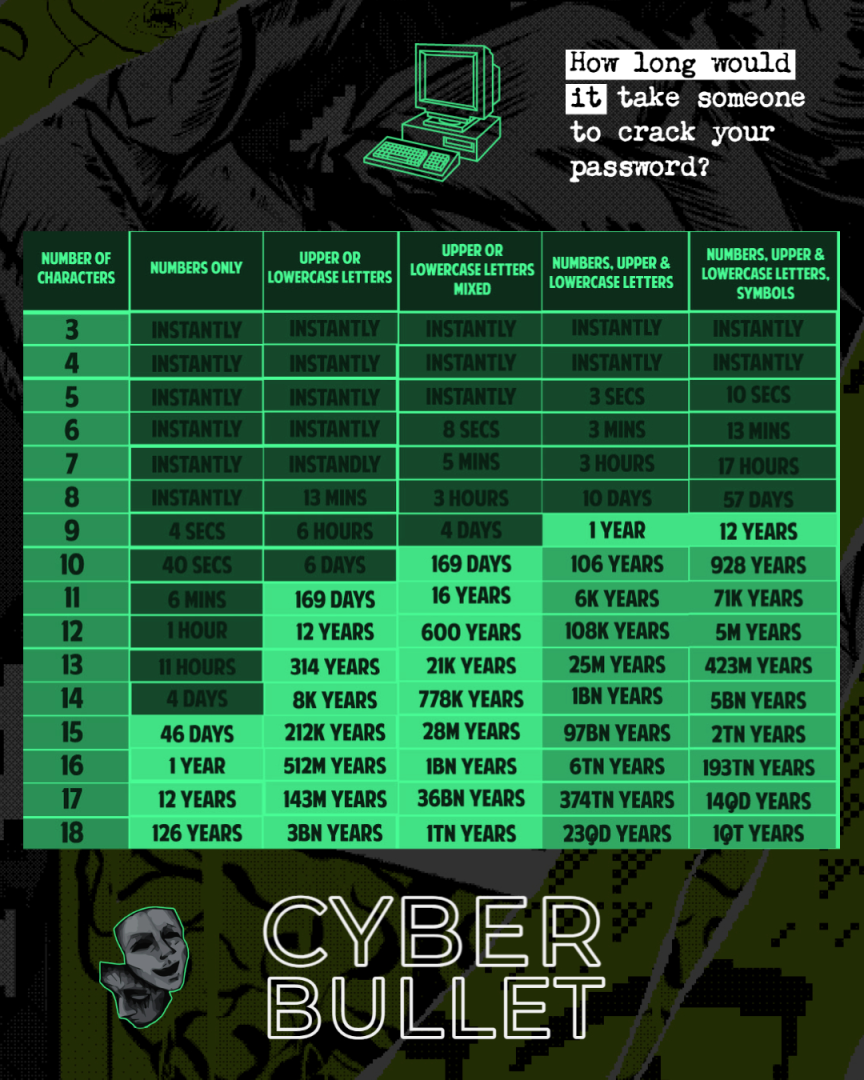 How long would
it take someone
to crack your
password?
NUMBER OF
CHARACTERS
NUMBERS ONLY
UPPER OR
LOWERCASE LETTERS
UPPER OR
LOWERCASE LETTERS
MIXED
NUMBERS, UPPER &
LOWERCASE LETTERS
NUMBERS, UPPER &
LOWERCASE LETTERS,
SYMBOLS
3 INSTANTLY INSTANTLY INSTANTLY INSTANTLY INSTANTLY
4 INSTANTLY INSTANTLY INSTANTLY INSTANTLY INSTANTLY
5 INSTANTLY INSTANTLY INSTANTLY 3 SECS 10 SECS
6 INSTANTLY INSTANTLY 8 SECS 3 MINS 13 MINS
7 INSTANTLY INSTANDLY 5 MINS 3 HOURS 17 HOURS
8 INSTANTLY 13 MINS 3 HOURS 10 DAYS 57 DAYS
9 4 SECS 6 HOURS 4 DAYS 1 YEAR 12 YEARS
10 40 SECS 6 DAYS 169 DAYS 106 YEARS 928 YEARS
11 6 MINS 169 DAYS 16 YEARS 6K YEARS 71K YEARS
12 1 HOUR 12 YEARS 600 YEARS 108K YEARS 5M YEARS
13 11 HOURS 314 YEARS 21K YEARS 25M YEARS 423M YEARS
14 4 DAYS 8K YEARS 778K YEARS 1BN YEARS 5BN YEARS
15 46 DAYS 212K YEARS 28M YEARS 97BN YEARS 2TN YEARS
16 1 YEAR 512M YEARS 1BN YEARS 6TN YEARS 193TN YEARS
17 12 YEARS 143M YEARS 36BN YEARS 374TN YEARS 14QD YEARS
18 126 YEARS 3BN YEARS 1TN YEARS 23QD YEARS 1QT YEARS
CYBER
BULLET